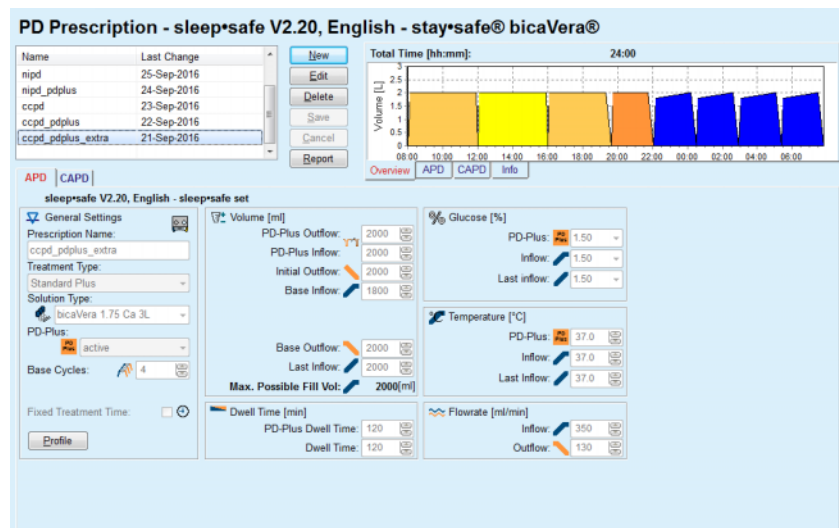 PD Prescription - sleep•safe V2.20, English - stay•safe® bicaVera®
Name Last Change
nipd 25-Sep-2016
nipd_pdplus 24-Sep-2016
ccpd 23-Sep-2016
ccpd_pdplus 22-Sep-2016
ccpd_pdplus_extra 21-Sep-2016
New
Edit
Delete
Save
Cancel
Report
Total Time [hh:mm]: 24:00
Volume [L]
3
2.5
2
1.5
1
0.5
0
08:00 10:00 12:00 14:00 16:00 18:00 20:00 22:00 00:00 02:00 04:00 06:00
Overview APD CAPD Info
APD CAPD
sleep•safe V2.20, English - sleep•safe set
General Settings
Prescription Name:
ccpd_pdplus_extra
Treatment Type:
Standard Plus
Solution Type:
bicaVera 1.75 Ca 3L
PD-Plus:
PD Plus active
Base Cycles: 4
Fixed Treatment Time:
Profile
Volume [ml]
PD-Plus Outflow: 2000
PD-Plus Inflow: 2000
Initial Outflow: 2000
Base Inflow: 1800
Base Outflow: 2000
Last Inflow: 2000
Max. Possible Fill Vol: 2000[ml]
Dwell Time [min]
PD-Plus Dwell Time: 120
Dwell Time: 120
Glucose [%]
PD-Plus: PD Plus 1.50
Inflow: 1.50
Last inflow: 1.50
Temperature [°C]
PD-Plus: PD Plus 37.0
Inflow: 37.0
Last Inflow: 37.0
Flowrate [ml/min]
Inflow: 350
Outflow: 130